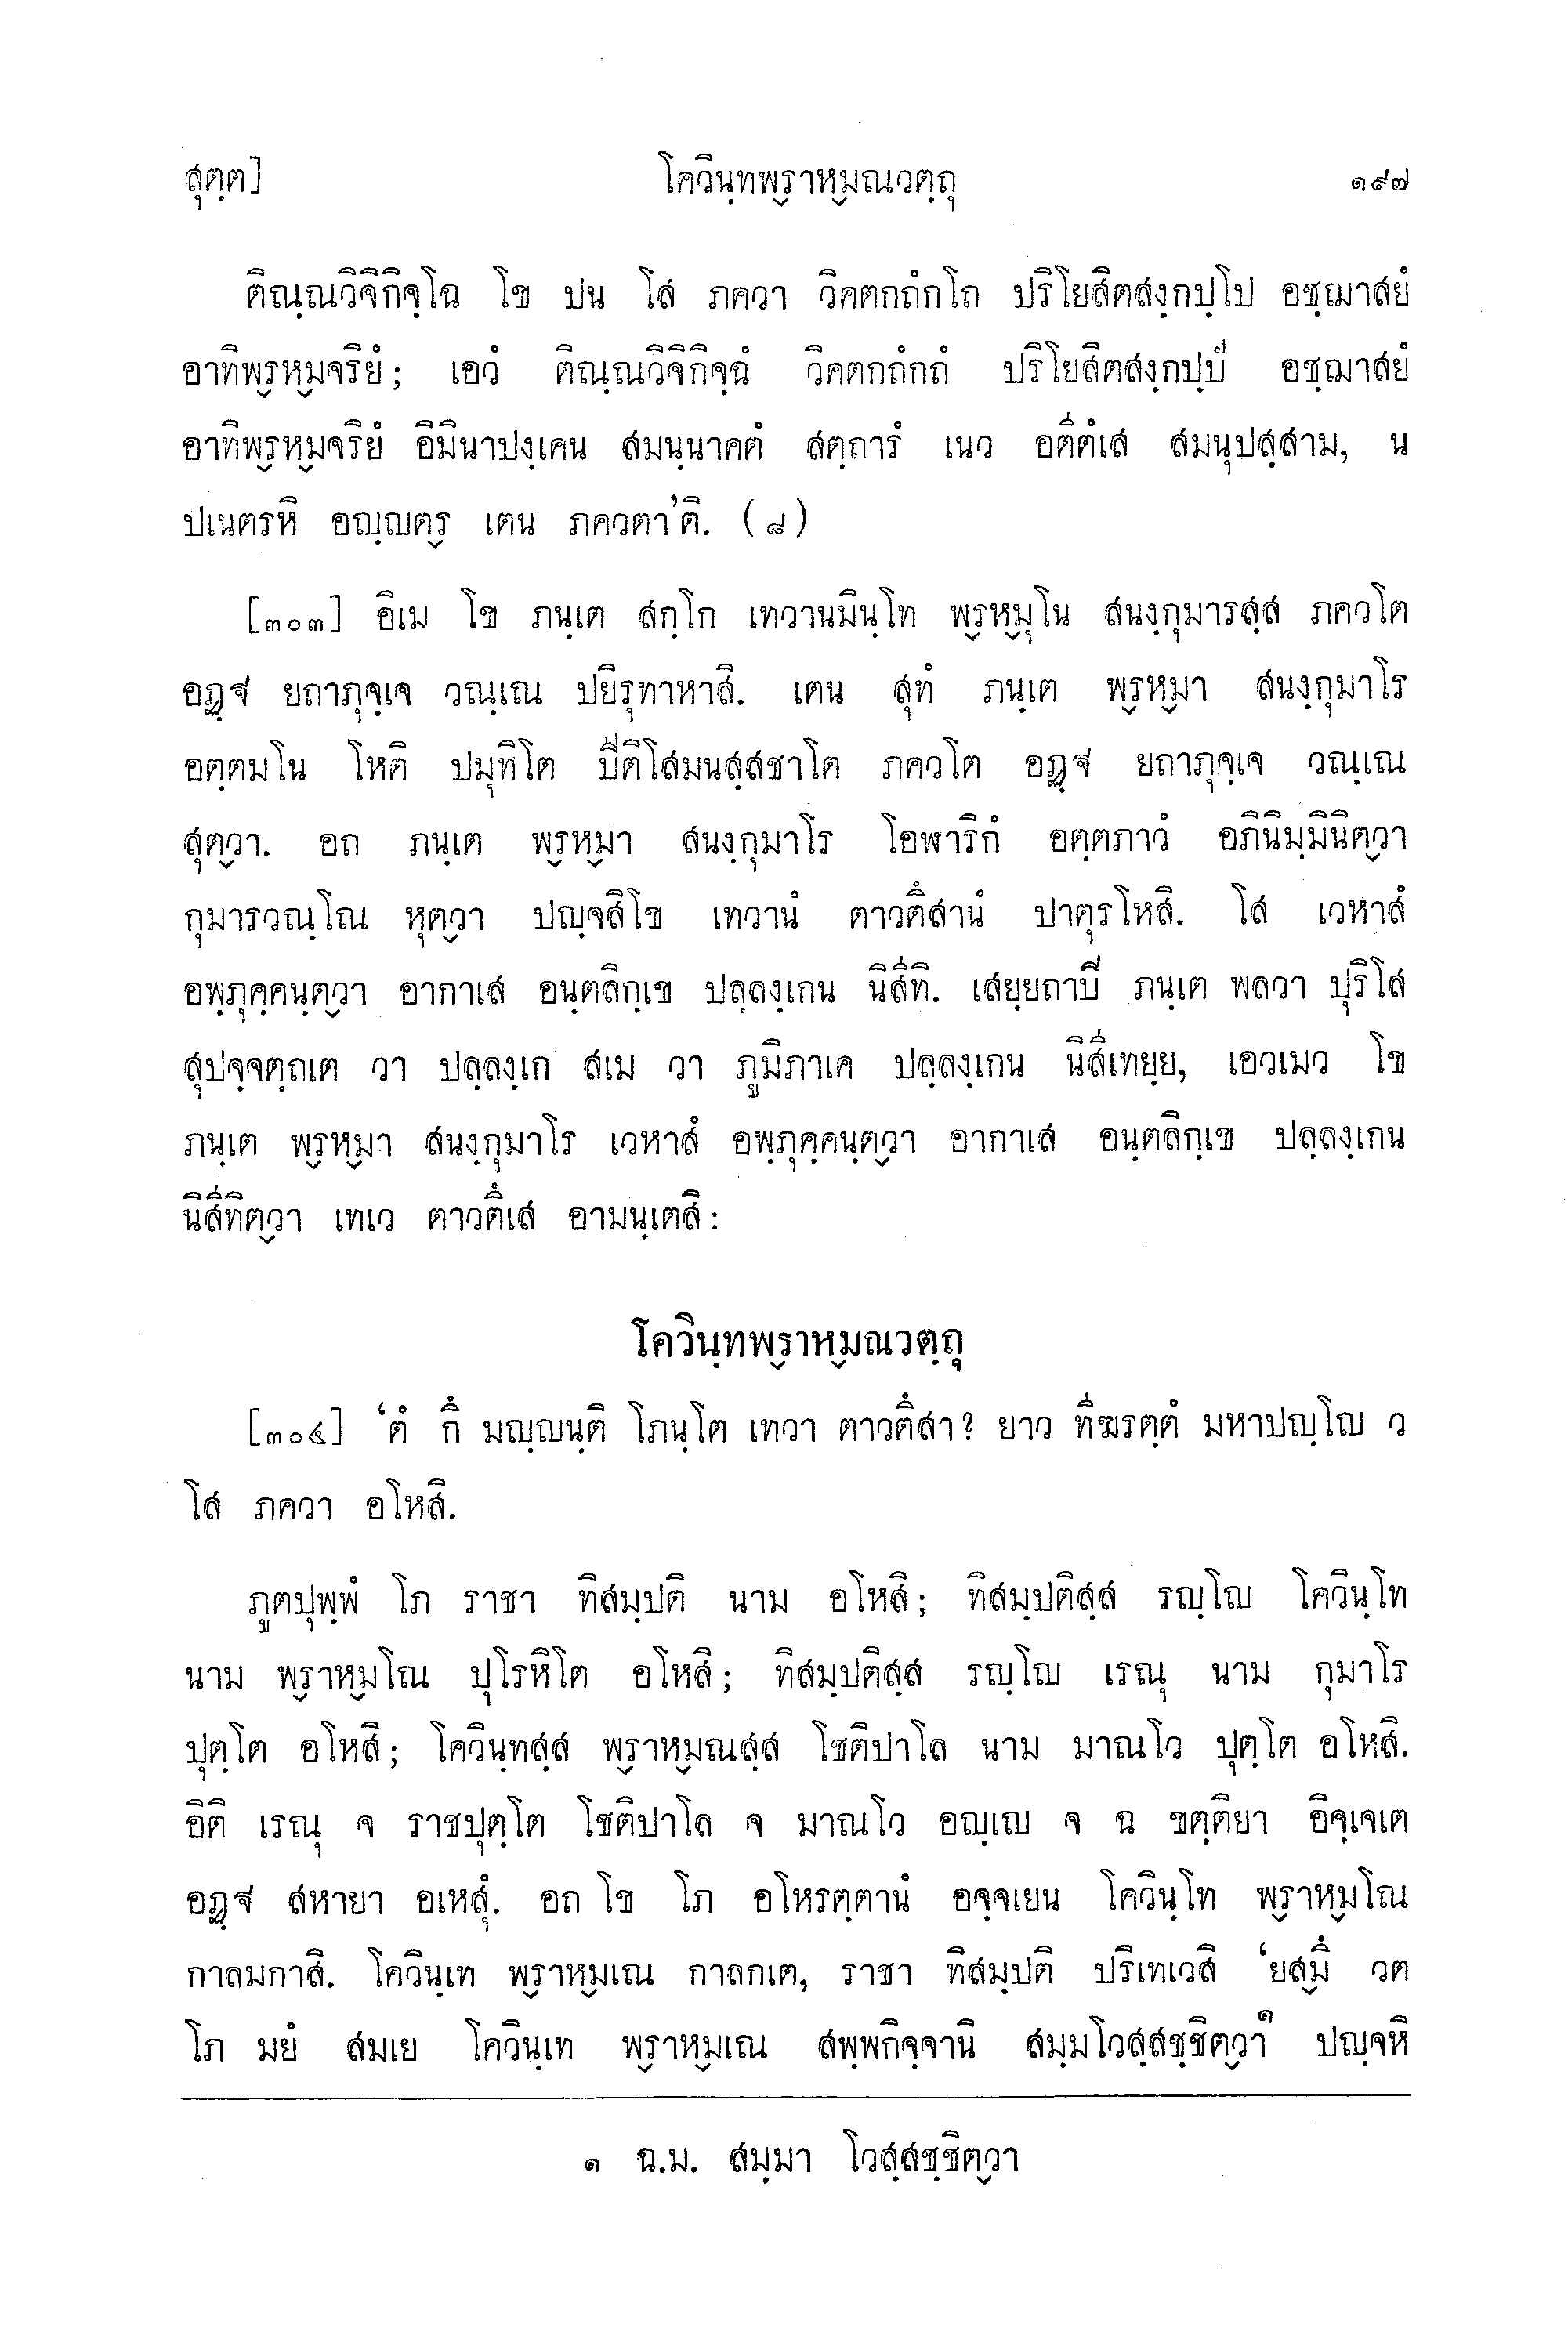 สุตฺต] โควินฺทพ๎ราห๎มณวตฺถุ ๑๙๗
ติณฺณวิจิกิจฺโฉ โข ปน โส ภควา วิคตกถํกโถ ปริโยสิตสงฺกปฺโป อชฺฌาสยํ
อาทิพ๎รห๎มจริยํ; เอวํ ติณฺณวิจิกิจฺฉํ วิคตกถํกถํ ปริโยสิตสงฺกปฺปํ อชฺฌาสยํ
อาทิพ๎รห๎มจริยํ อิมินาปงฺเคน สมนฺนาคตํ สตฺถารํ เนว อตีตํเส สมนุปสฺสาม, น
ปเนตรหิ อญฺญต๎ร เตน ภควตา’ติ. (๘)
[๓๐๓] อิเม โข ภนฺเต สกฺโก เทวานมินฺโท พ๎รห๎มุโน สนงฺกุมารสฺส ภควโต
อฏฺฐ ยถาภุจฺเจ วณฺเณ ปยิรุทาหาสิ. เตน สุทํ ภนฺเต พ๎รห๎มา สนงฺกุมาโร
อตฺตมโน โหติ ปมุทิโต ปีติโสมนสฺสชาโต ภควโต อฏฺฐ ยถาภุจฺเจ วณฺเณ
สุต๎วา. อถ ภนฺเต พ๎รห๎มา สนงฺกุมาโร โอฬาริกํ อตฺตภาวํ อภินิมฺมินิต๎วา
กุมารวณฺโณ หุต๎วา ปญฺจสิโข เทวานํ ตาวตึสานํ ปาตุรโหสิ. โส เวหาสํ
อพฺภุคฺคนฺต๎วา อากาเส อนฺตลิกฺเข ปลฺลงฺเกน นิสีทิ. เสยฺยถาปี ภนฺเต พลวา ปุริโส
สุปจฺจตฺถเต วา ปลฺลงฺเก สเม วา ภูมิภาเค ปลฺลงฺเกน นิสีเทยฺย, เอวเมว โข
ภนฺเต พ๎รห๎มา สนงฺกุมาโร เวหาสํ อพฺภุคฺคนฺต๎วา อากาเส อนฺตลิกฺเข ปลฺลงฺเกน
นิสีทิต๎วา เทเว ตาวตึเส อามนฺเตสิ:
โควินฺทพ๎ราห๎มณวตฺถุ
[๓๐๔] ‘ตํ กึ มญฺญนฺติ โภนฺโต เทวา ตาวตึสา? ยาว ทีฆรตฺตํ มหาปญฺโญ ว
โส ภควา อโหสิ.
ภูตปุพฺพํ โภ ราชา ทิสมฺปติ นาม อโหสิ; ทิสมฺปติสฺส รญฺโญ โควินฺโท
นาม พ๎ราห๎มโณ ปุโรหิโต อโหสิ; ทิสมฺปติสฺส รญฺโญ เรณุ นาม กุมาโร
ปุตฺโต อโหสิ; โควินฺทสฺส พ๎ราห๎มณสฺส โชติปาโล นาม มาณโว ปุตฺโต อโหสิ.
อิติ เรณุ จ ราชปุตฺโต โชติปาโล จ มาณโว อญฺเญ จ ฉ ขตฺติยา อิจฺเจเต
อฏฺฐ สหายา อเหสุํ. อถ โข โภ อโหรตฺตานํ อจฺจเยน โควินฺโท พ๎ราห๎มโณ
กาลมกาสิ. โควินฺเท พ๎ราห๎มเณ กาลกเต, ราชา ทิสมฺปติ ปริเทเวสิ ‘ยส๎มึ วต
โภ มยํ สมเย โควินฺเท พ๎ราห๎มเณ สพฺพกิจฺจานิ สมฺมโวสฺสชฺชิต๎วา๑ ปญฺจหิ
๑ ฉ.ม. สมฺมา โวสฺสชฺชิต๎วา